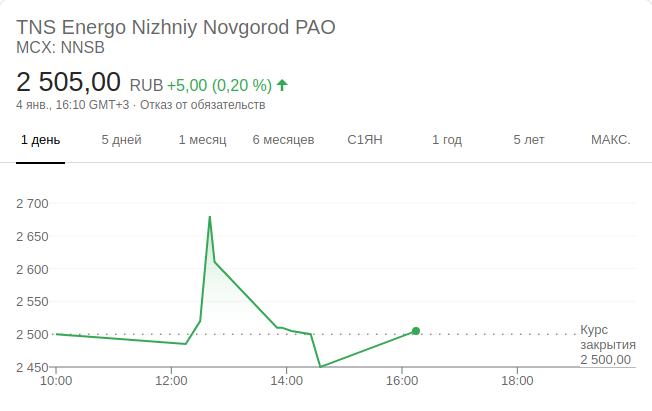 TNS Energo Nizhniy Novgorod PAO
MCX: NNSB
2 505,00 RUB +5,00 (0,20 %)
4 янв., 16:10 GMT+3 · Отказ от обязательств
1 день 5 дней 1 месяц 6 месяцев С1ЯН 1 год 5 лет МАКС.
2 700
2 650
2 600
2 550
2 500
2 450
Курс
закрытия
2 500,00
10:00 12:00 14:00 16:00 18:00